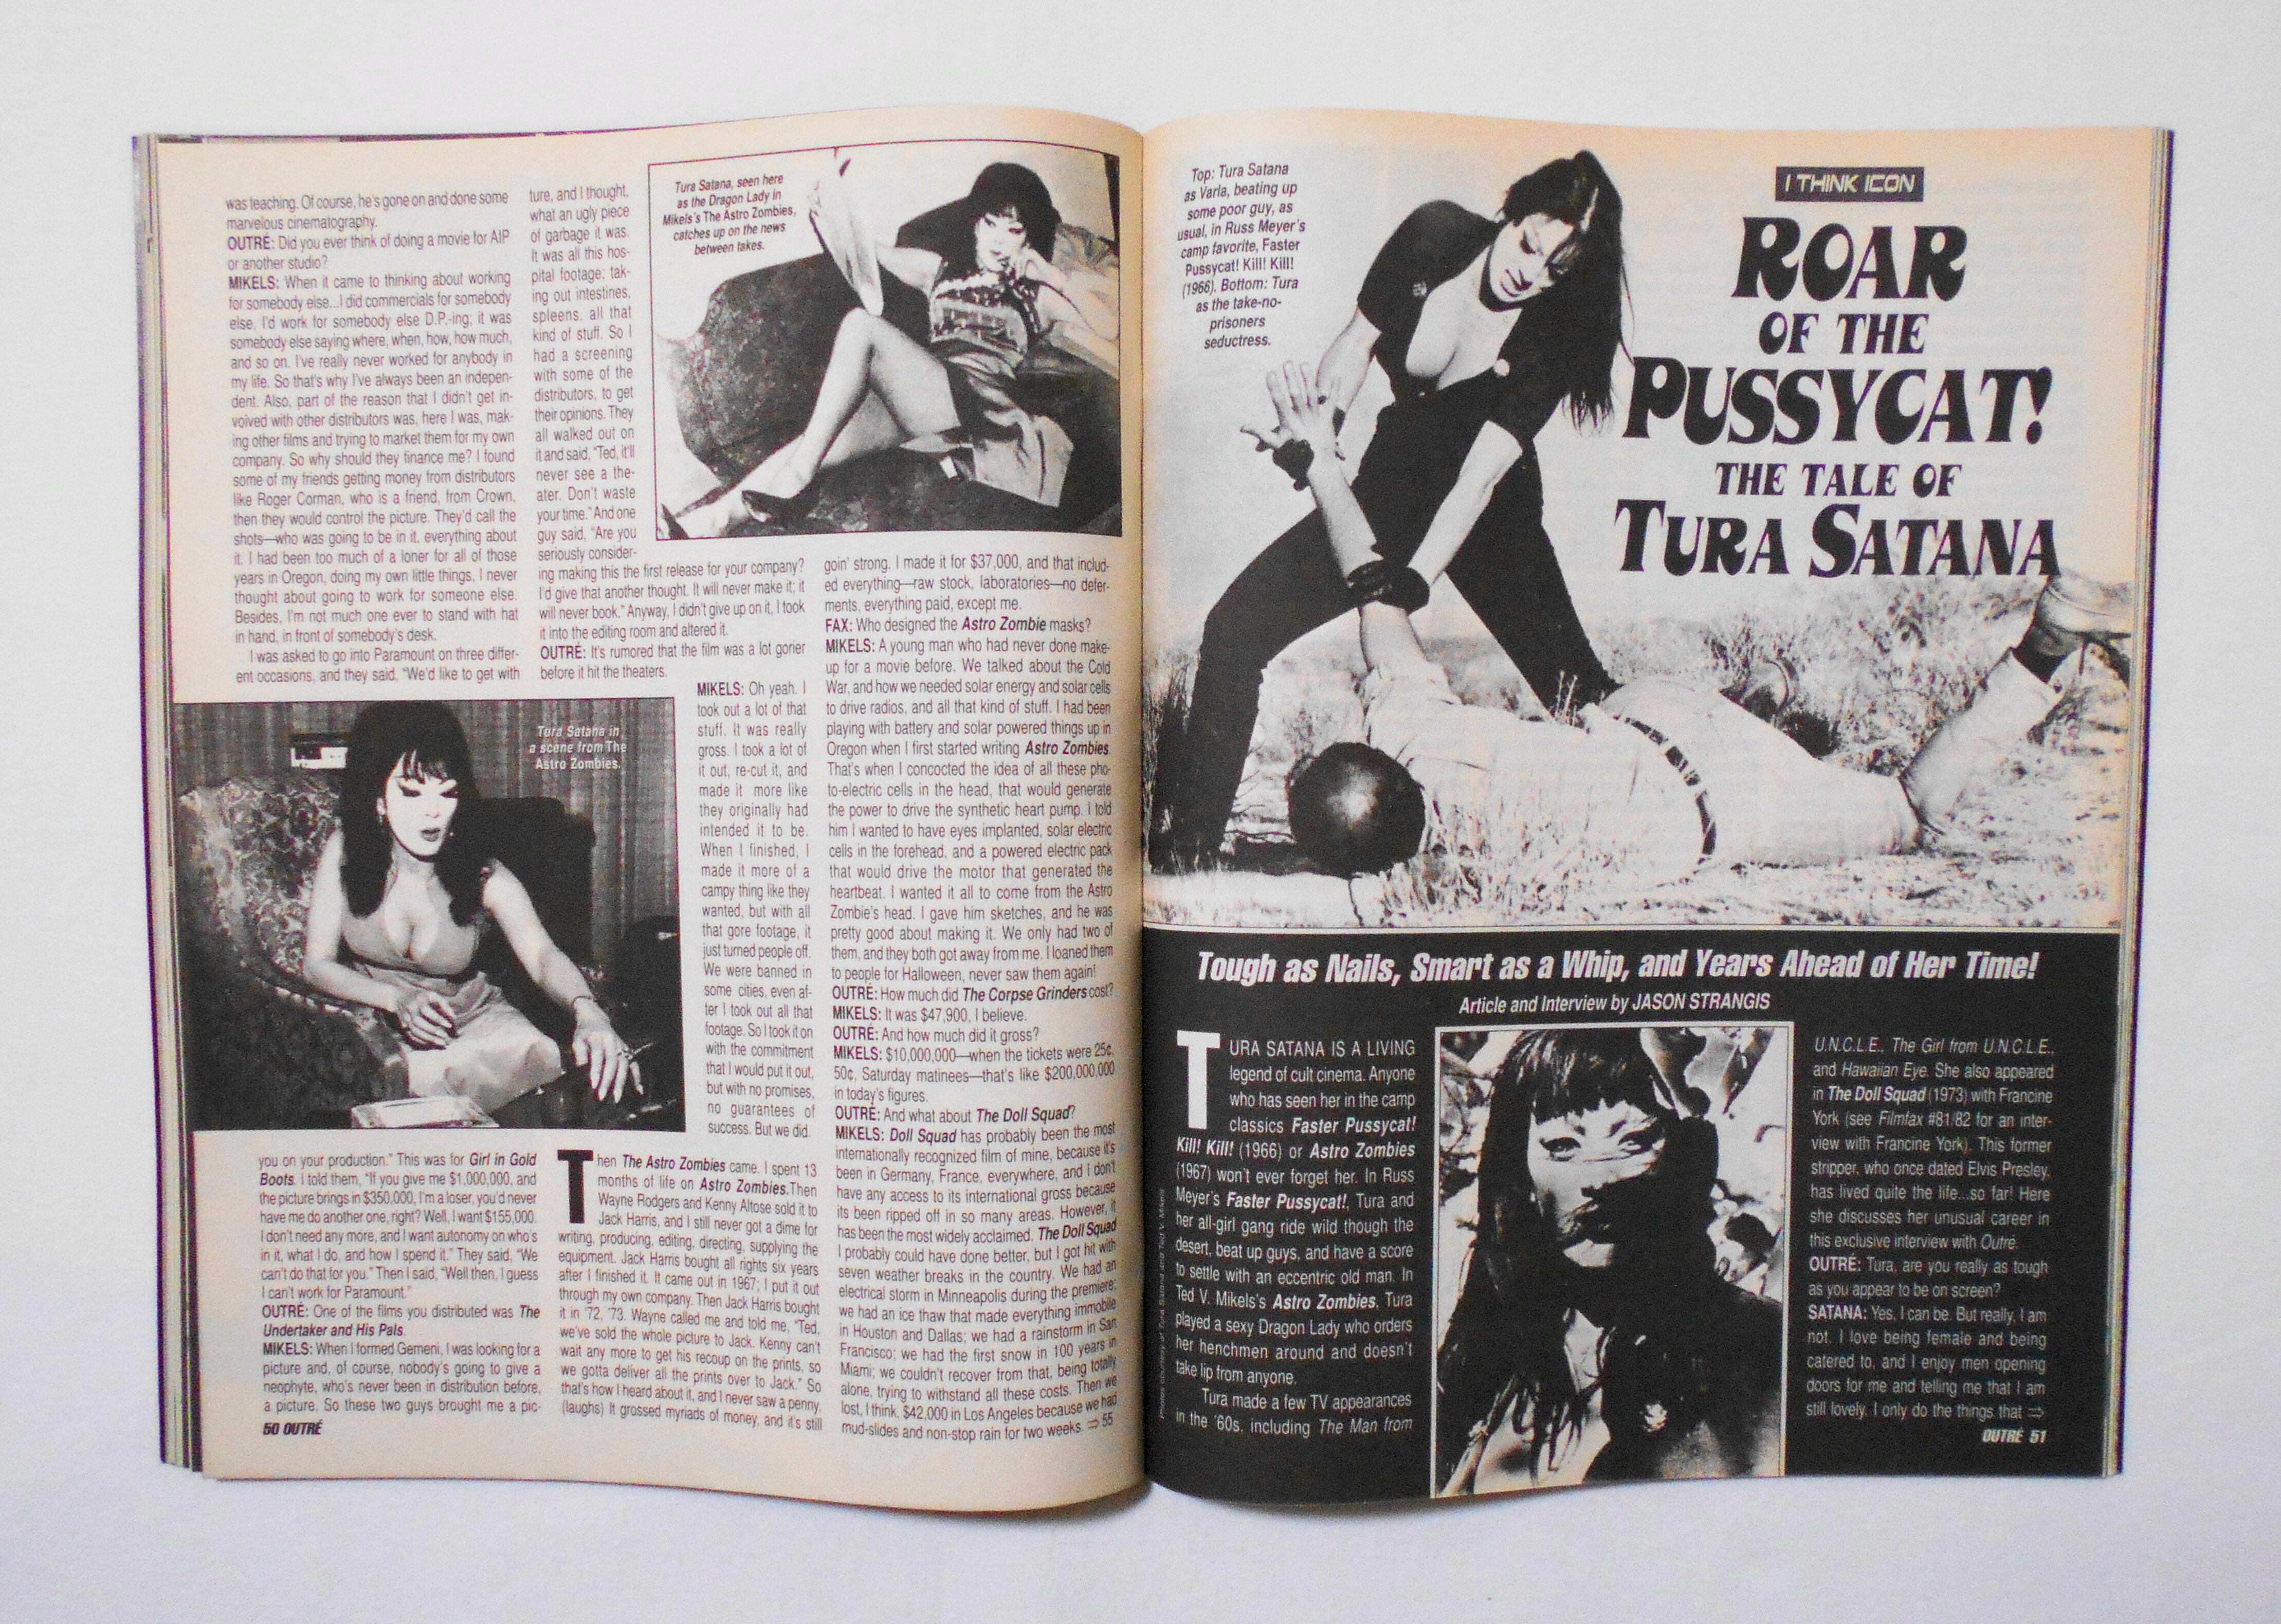 was teaching. Of course, he's gone on and done some
marvelous cinematography.
OUTRÉ: Did you ever think of doing a movie for AIP
or another studio?
MIKELS: When it came to thinking about working
for somebody else...I did commercials for somebody
else, I'd work for somebody else D.P.-ing; it was
somebody else saying where, when, how, how much,
and so on. I've really never worked for anybody in
my life. So that's why I've always been an indepen-
dent. Also, part of the reason that I didn't get in-
volved with other distributors was, here I was, mak-
ing other films and trying to market them for my own
company. So why should they finance me? I found
some of my friends getting money from distributors
like Roger Corman, who is a friend, from Crown,
then they would control the picture. They'd call the
shots—who was going to be in it, everything about
it. I had been too much of a loner for all of those
years in Oregon, doing my own little things, I never
thought about going to work for someone else.
Besides, I'm not much one ever to stand with hat
in hand, in front of somebody's desk.
I was asked to go into Paramount on three differ-
ent occasions, and they said, "We'd like to get with
Tura Satana in
a scene from The
Astro Zombies.
you on your production." This was for Girl in Gold
Boots. I told them, "If you give me $1,000,000, and
the picture brings in $350,000, I'm a loser, you'd never
have me do another one, right? Well, I want $155,000.
I don't need any more, and I want autonomy on who's
in it, what I do, and how I spend it." They said, "We
can't do that for you." Then I said, "Well then, I guess
I can't work for Paramount."
OUTRÉ: One of the films you distributed was The
Undertaker and His Pals.
MIKELS: When I formed Gemeni, I was looking for a
picture and, of course, nobody's going to give a
neophyte, who's never been in distribution before,
a picture. So these two guys brought me a pic-
50 OUTRÉ
ture, and I thought,
what an ugly piece
of garbage it was.
It was all this hos-
pital footage; tak-
ing out intestines,
spleens, all that
kind of stuff. So I
had a screening
with some of the
distributors, to get
their opinions. They
all walked out on
it and said, "Ted, it'll
never see a the-
ater. Don't waste
your time." And one
guy said, "Are you
seriously consider-
ing making this the first release for your company?
I'd give that another thought. It will never make it; it
will never book." Anyway, I didn't give up on it, I took
it into the editing room and altered it.
OUTRÉ: It's rumored that the film was a lot gorier
before it hit the theaters.
MIKELS: Oh yeah. I
took out a lot of that
stuff. It was really
gross. I took a lot of
it out, re-cut it, and
made it more like
they originally had
intended it to be.
When I finished, I
made it more of a
campy thing like they
wanted, but with all
that gore footage, it
just turned people off.
We were banned in
some cities, even af-
ter I took out all that
footage. So I took it on
with the commitment
that I would put it out,
but with no promises,
no guarantees of
success. But we did.
Then The Astro Zombies came. I spent 13
months of life on Astro Zombies.Then
Wayne Rodgers and Kenny Altose sold it to
Jack Harris, and I still never got a dime for
writing, producing, editing, directing, supplying the
equipment. Jack Harris bought all rights six years
after I finished it. It came out in 1967; I put it out
through my own company. Then Jack Harris bought
it in '72, '73. Wayne called me and told me, "Ted,
we've sold the whole picture to Jack. Kenny can't
wait any more to get his recoup on the prints, so
we gotta deliver all the prints over to Jack." So
that's how I heard about it, and I never saw a penny.
(laughs) It grossed myriads of money, and it's still
Tura Satana, seen here
as the Dragon Lady in
Mikels's The Astro Zombies,
catches up on the news
between takes.
goin' strong. I made it for $37,000, and that includ-
ed everything—raw stock, laboratories—no defer-
ments, everything paid, except me.
FAX: Who designed the Astro Zombie masks?
MIKELS: A young man who had never done make-
up for a movie before. We talked about the Cold
War, and how we needed solar energy and solar cells
to drive radios, and all that kind of stuff. I had been
playing with battery and solar powered things up in
Oregon when I first started writing Astro Zombies.
That's when I concocted the idea of all these pho-
to-electric cells in the head, that would generate
the power to drive the synthetic heart pump. I told
him I wanted to have eyes implanted, solar electric
cells in the forehead, and a powered electric pack
that would drive the motor that generated the
heartbeat. I wanted it all to come from the Astro
Zombie's head. I gave him sketches, and he was
pretty good about making it. We only had two of
them, and they both got away from me. I loaned them
to people for Halloween, never saw them again!
OUTRÉ: How much did The Corpse Grinders cost?
MIKELS: It was $47,900, I believe.
OUTRÉ: And how much did it gross?
MIKELS: $10,000,000—when the tickets were 25¢,
50¢, Saturday matinees—that's like $200,000,000
in today's figures.
OUTRÉ: And what about The Doll Squad?
MIKELS: Doll Squad has probably been the most
internationally recognized film of mine, because it's
been in Germany, France, everywhere, and I don't
have any access to its international gross because
its been ripped off in so many areas. However, it
has been the most widely acclaimed. The Doll Squad
I probably could have done better, but I got hit with
seven weather breaks in the country. We had an
electrical storm in Minneapolis during the premiere;
we had an ice thaw that made everything immobile
in Houston and Dallas; we had a rainstorm in San
Francisco; we had the first snow in 100 years in
Miami; we couldn't recover from that, being totally
alone, trying to withstand all these costs. Then we
lost, I think, $42,000 in Los Angeles because we had
mud-slides and non-stop rain for two weeks. ⇒ 55
Top: Tura Satana
as Varla, beating up
some poor guy, as
usual, in Russ Meyer's
camp favorite, Faster
Pussycat! Kill! Kill!
(1966). Bottom: Tura
as the take-no-
prisoners
seductress.
I THINK ICON
ROAR
OF THE
PUSSYCAT!
THE TALE OF
TURA SATANA
Tough as Nails, Smart as a Whip, and Years Ahead of Her Time!
Article and Interview by JASON STRANGIS
TURA SATANA IS A LIVING
legend of cult cinema. Anyone
who has seen her in the camp
classics Faster Pussycat!
Kill! Kill! (1966) or Astro Zombies
(1967) won't ever forget her. In Russ
Meyer's Faster Pussycat!, Tura and
her all-girl gang ride wild though the
desert, beat up guys, and have a score
to settle with an eccentric old man. In
Ted V. Mikels's Astro Zombies, Tura
played a sexy Dragon Lady who orders
her henchmen around and doesn't
take lip from anyone.
Tura made a few TV appearances
in the '60s, including The Man from
Photos courtesy of Tura Satana and Ted V. Mikels
U.N.C.L.E., The Girl from U.N.C.L.E.,
and Hawaiian Eye. She also appeared
in The Doll Squad (1973) with Francine
York (see Filmfax #81/82 for an inter-
view with Francine York). This former
stripper, who once dated Elvis Presley,
has lived quite the life...so far! Here
she discusses her unusual career in
this exclusive interview with Outré.
OUTRÉ: Tura, are you really as tough
as you appear to be on screen?
SATANA: Yes, I can be. But really, I am
not. I love being female and being
catered to, and I enjoy men opening
doors for me and telling me that I am
still lovely. I only do the things that ⇒
OUTRÉ 51